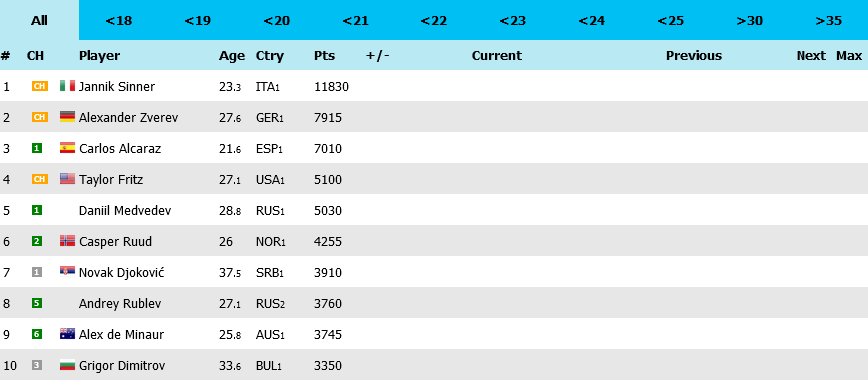 All <18 <19 <20 <21 <22 <23 <24 <25 >30 >35
# CH Player Age Ctry Pts +/- Current Previous Next Max
1 CH Jannik Sinner 23.3 ITA1 11830
2 CH Alexander Zverev 27.6 GER1 7915
3 1 Carlos Alcaraz 21.6 ESP1 7010
4 CH Taylor Fritz 27.1 USA1 5100
5 1 Daniil Medvedev 28.8 RUS1 5030
6 2 Casper Ruud 26 NOR1 4255
7 1 Novak Djoković 37.5 SRB1 3910
8 5 Andrey Rublev 27.1 RUS2 3760
9 6 Alex de Minaur 25.8 AUS1 3745
10 3 Grigor Dimitrov 33.6 BUL1 3350